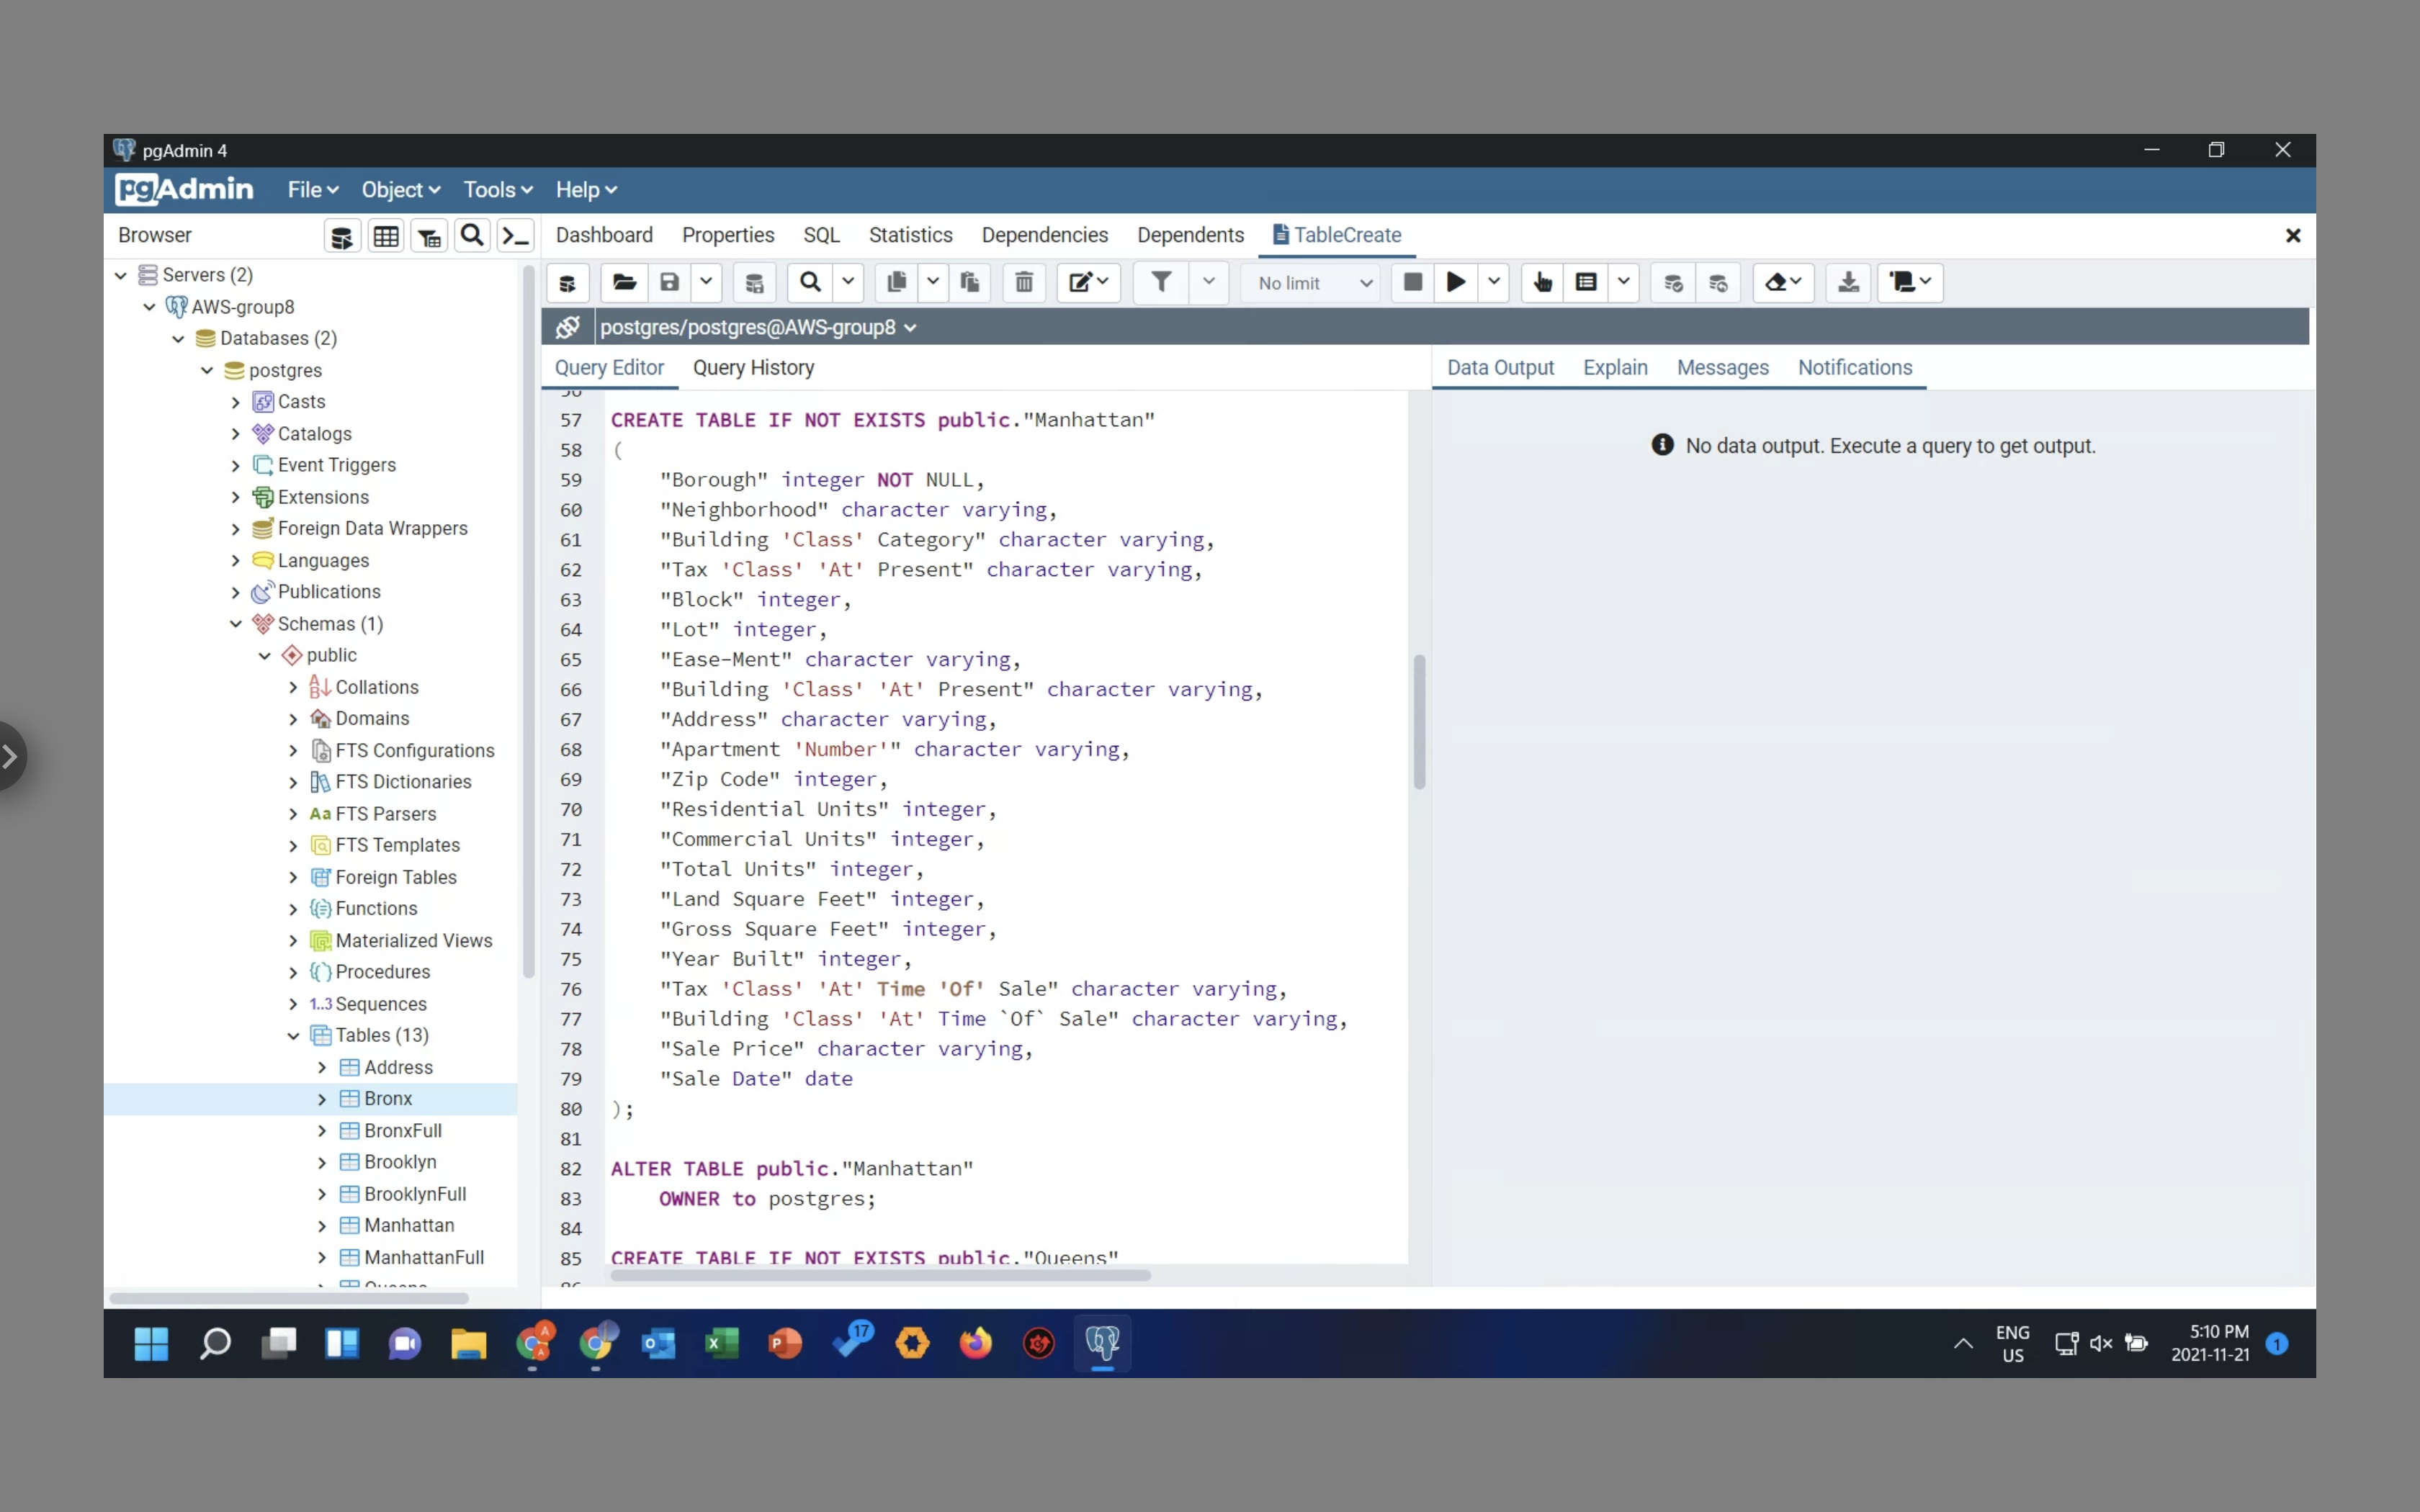 pgAdmin 4
pgAdmin File Object Tools Help
Browser
Dashboard Properties SQL Statistics Dependencies Dependents TableCreate
No limit
postgres/postgres@AWS-group8
Query Editor Query History
Data Output Explain Messages Notifications
No data output. Execute a query to get output.
Servers (2)
AWS-group8
Databases (2)
postgres
Casts
Catalogs
Event Triggers
Extensions
Foreign Data Wrappers
Languages
Publications
Schemas (1)
public
Collations
Domains
FTS Configurations
FTS Dictionaries
Aa FTS Parsers
FTS Templates
Foreign Tables
Functions
Materialized Views
Procedures
1..3 Sequences
Tables (13)
Address
Bronx
BronxFull
Brooklyn
BrooklynFull
Manhattan
ManhattanFull
Queens
56
57 CREATE TABLE IF NOT EXISTS public."Manhattan"
58 (
59 "Borough" integer NOT NULL,
60 "Neighborhood" character varying,
61 "Building 'Class' Category" character varying,
62 "Tax 'Class' 'At' Present" character varying,
63 "Block" integer,
64 "Lot" integer,
65 "Ease-Ment" character varying,
66 "Building 'Class' 'At' Present" character varying,
67 "Address" character varying,
68 "Apartment 'Number'" character varying,
69 "Zip Code" integer,
70 "Residential Units" integer,
71 "Commercial Units" integer,
72 "Total Units" integer,
73 "Land Square Feet" integer,
74 "Gross Square Feet" integer,
75 "Year Built" integer,
76 "Tax 'Class' 'At' Time 'Of' Sale" character varying,
77 "Building 'Class' 'At' Time `Of` Sale" character varying,
78 "Sale Price" character varying,
79 "Sale Date" date
80 );
81
82 ALTER TABLE public."Manhattan"
83 OWNER to postgres;
84
85 CREATE TABLE IF NOT EXISTS public."Queens"
86
17
ENG
US
5:10 PM
2021-11-21
1